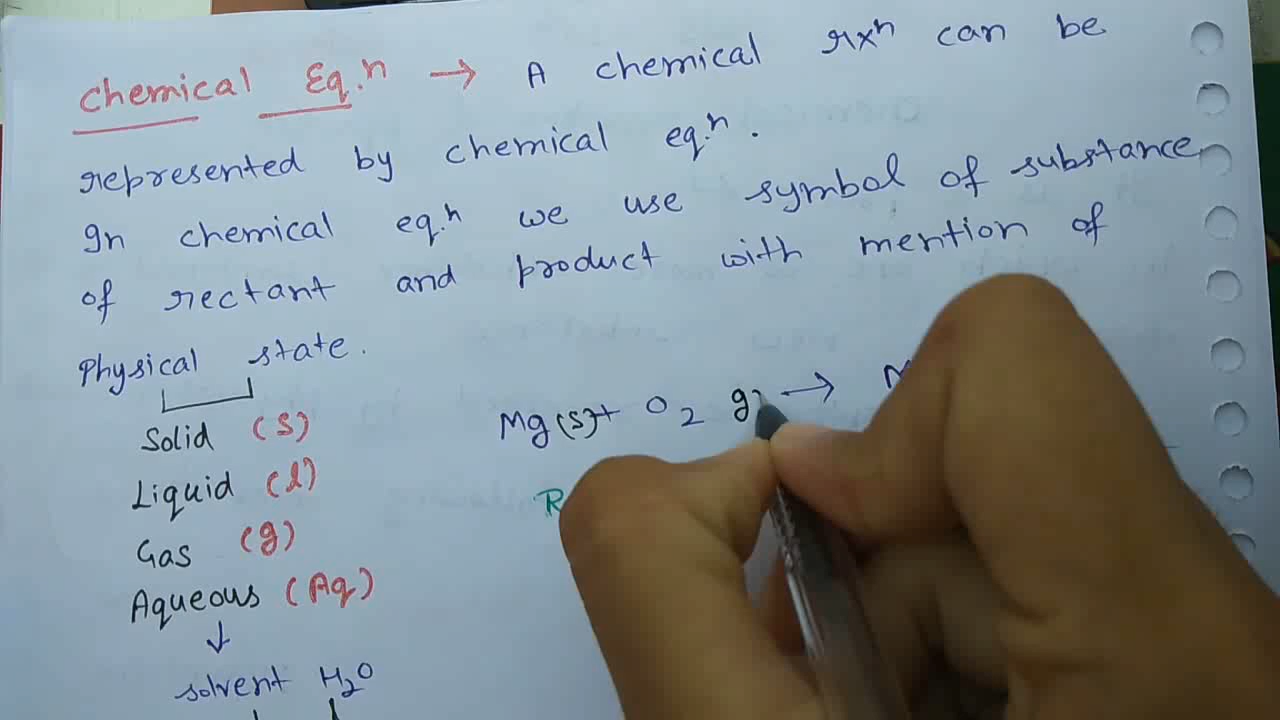 Chemical Eq.n → A chemical rxn can be
represented by chemical eq.n.
In chemical eq.n we use symbol of substance
of rectant and product with mention of
Physical state.
Solid (s)
Liquid (l)
Gas (g)
Aqueous (Aq)
↓
solvent H2O
Mg(s)+ O2 g) →